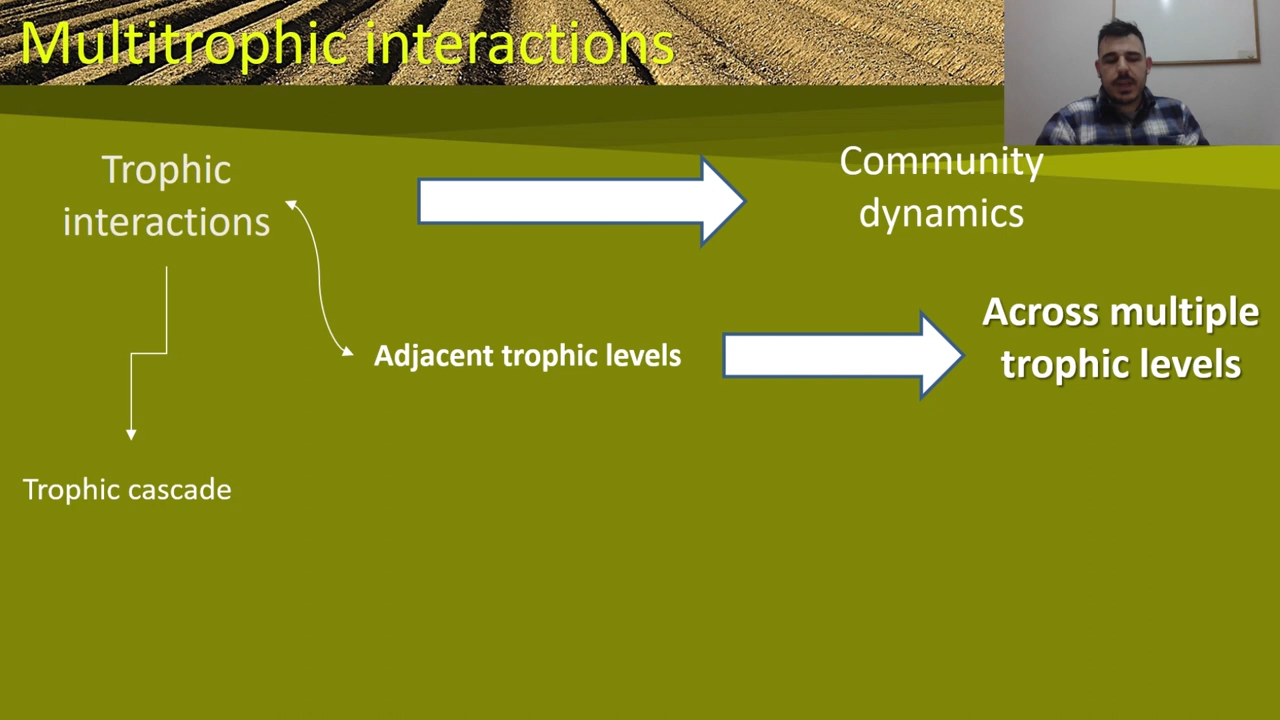 Multitrophic interactions
Trophic
interactions
Community
dynamics
Adjacent trophic levels
Across multiple
trophic levels
Trophic cascade